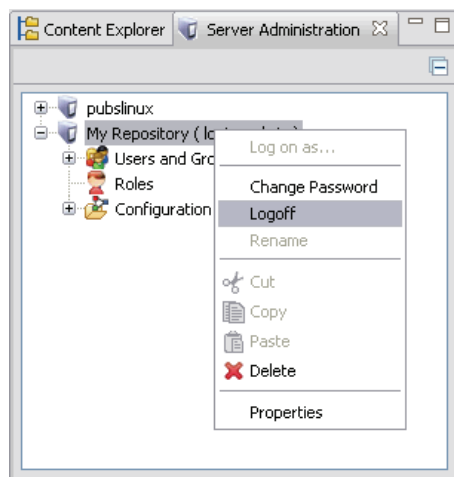 Content Explorer Server Administration
pubslinux
My Repository (
Users and Gro
Roles
Configuration
Log on as...
Change Password
Logoff
Rename
Cut
Copy
Paste
Delete
Properties